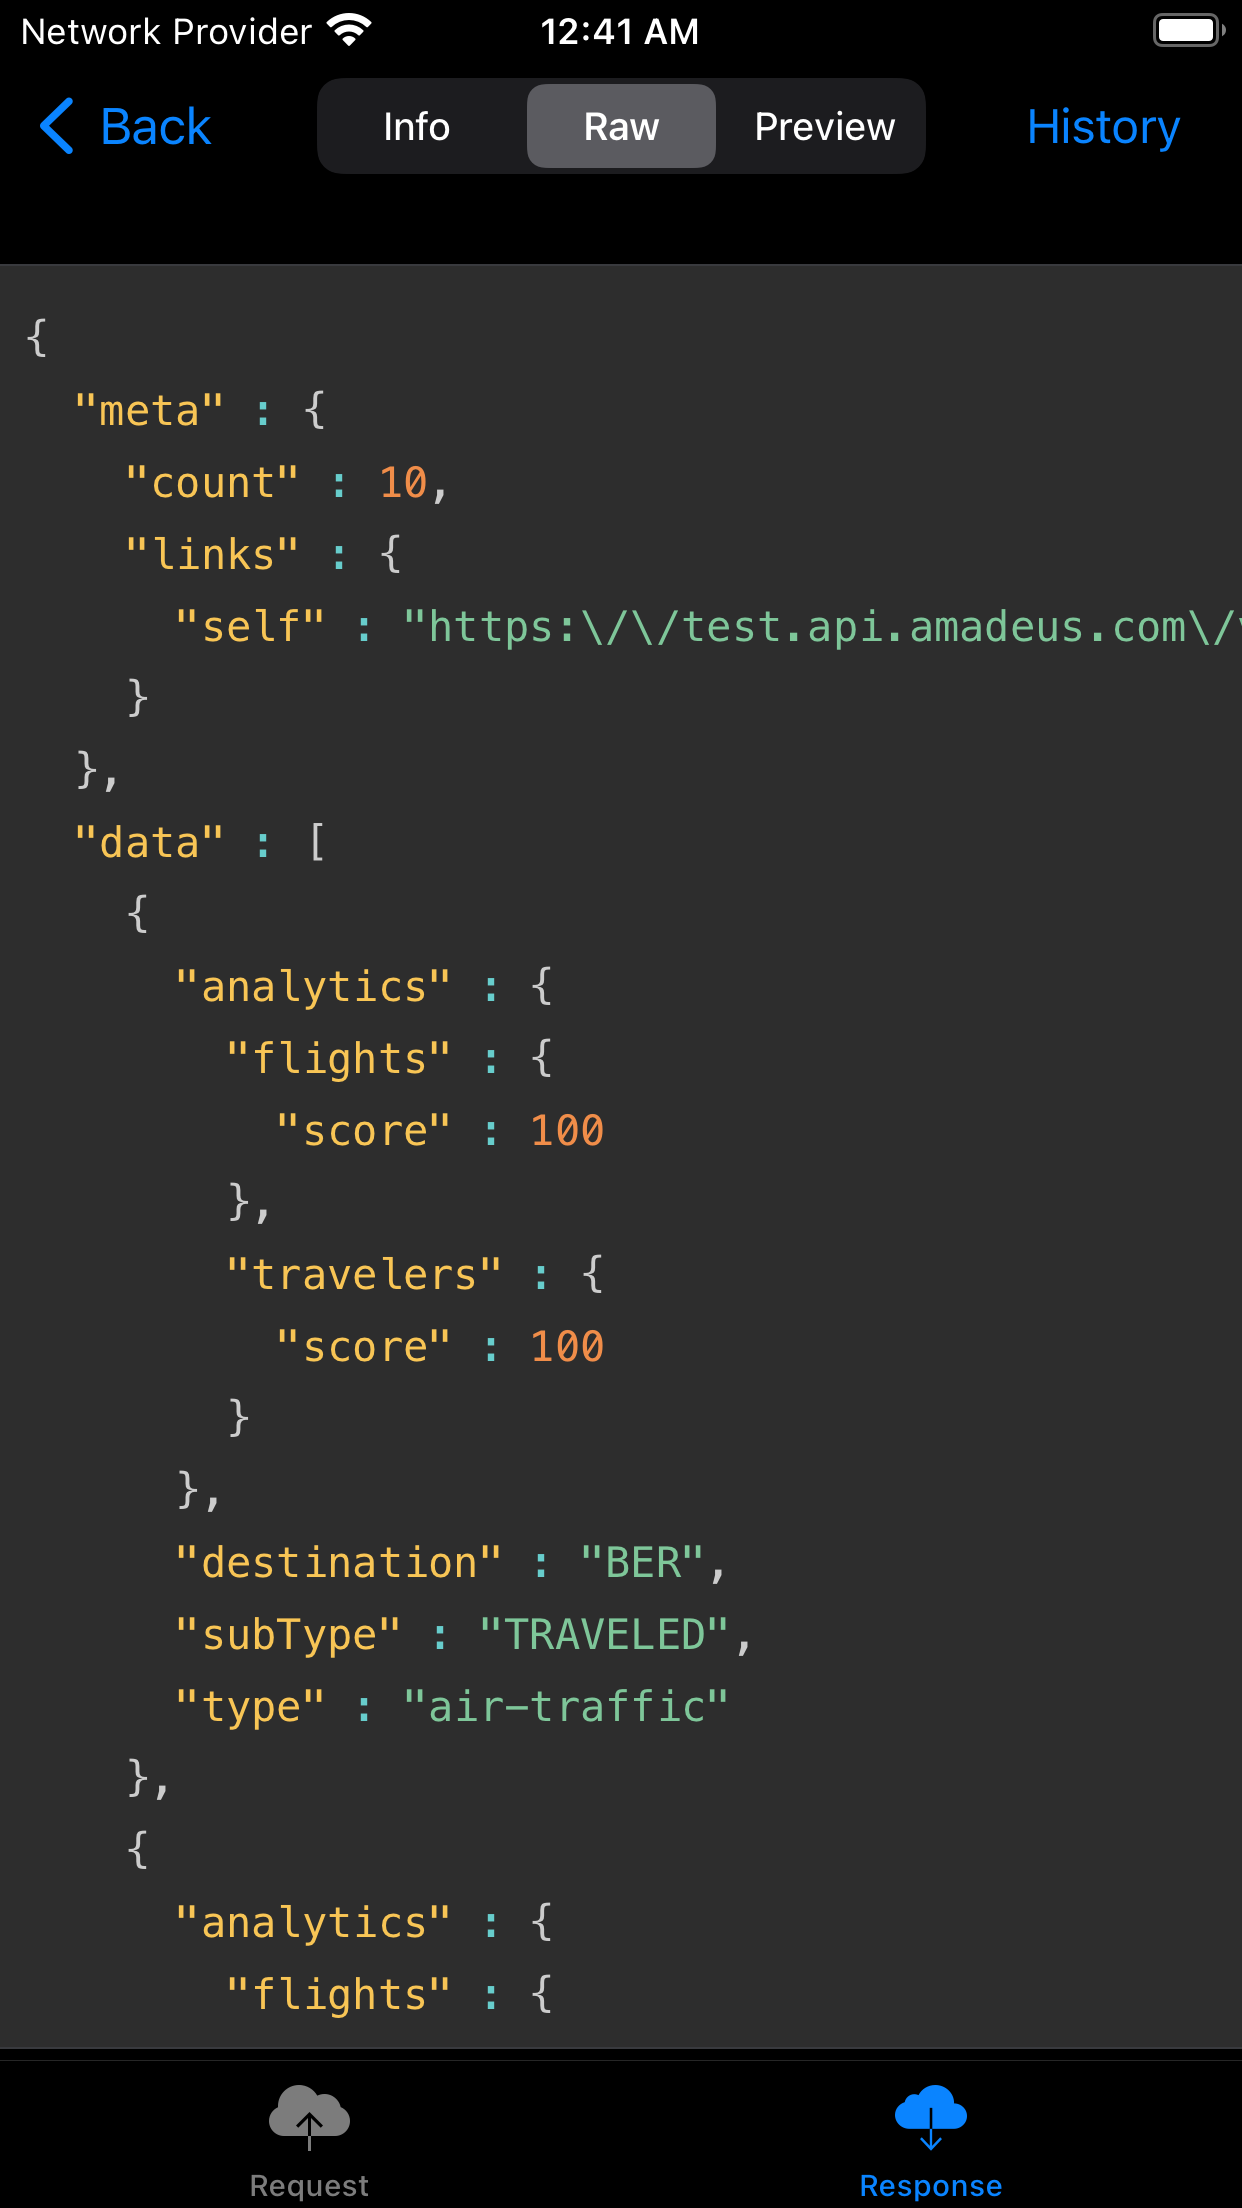 Network Provider 12:41 AM
Back Info Raw Preview History
{
"meta" : {
"count" : 10,
"links" : {
"self" : "https:\/\/test.api.amadeus.com\/
}
},
"data" : [
{
"analytics" : {
"flights" : {
"score" : 100
},
"travelers" : {
"score" : 100
}
},
"destination" : "BER",
"subType" : "TRAVELED",
"type" : "air-traffic"
},
{
"analytics" : {
"flights" : {
Request Response